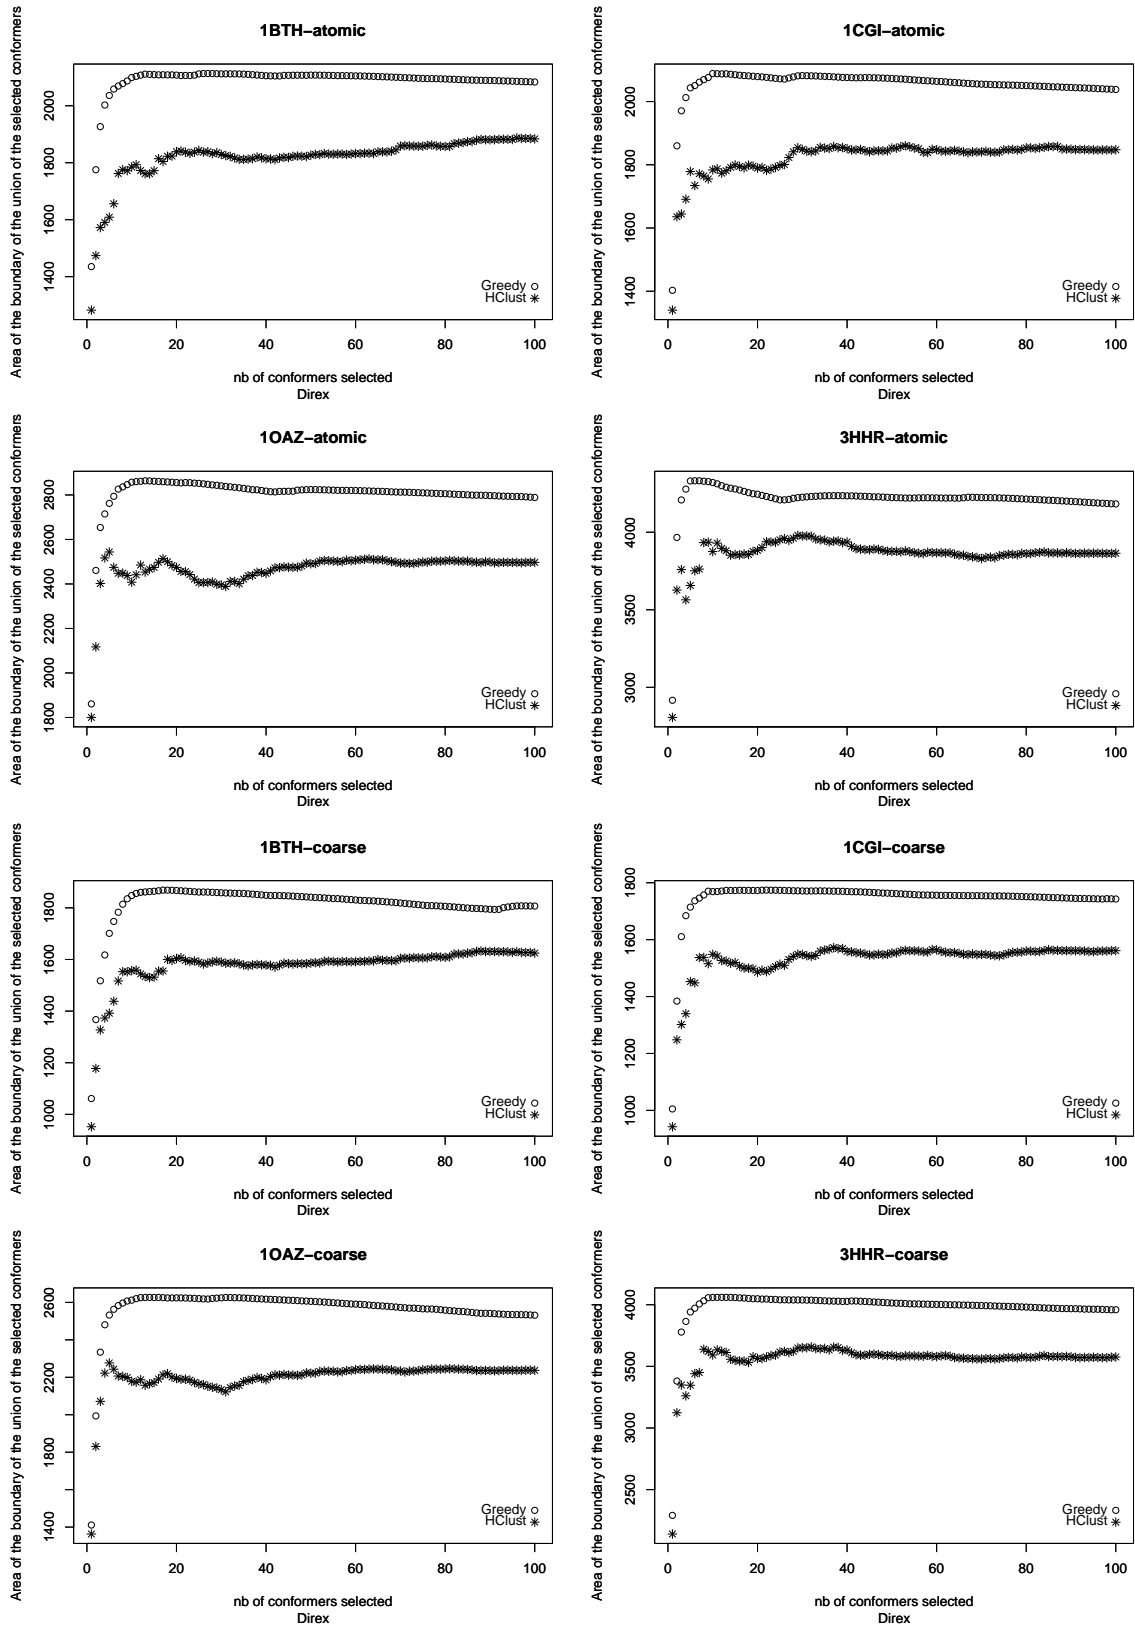 1BTH–atomic
Area of the boundary of the union of the selected conformers
1400 1600 1800 2000
Greedy
HClust
0 20 40 60 80 100
nb of conformers selected
Direx
1CGI–atomic
Area of the boundary of the union of the selected conformers
1400 1600 1800 2000
Greedy
HClust
0 20 40 60 80 100
nb of conformers selected
Direx
1OAZ–atomic
Area of the boundary of the union of the selected conformers
1800 2000 2200 2400 2600 2800
Greedy
HClust
0 20 40 60 80 100
nb of conformers selected
Direx
3HHR–atomic
Area of the boundary of the union of the selected conformers
3000 3500 4000
Greedy
HClust
0 20 40 60 80 100
nb of conformers selected
Direx
1BTH–coarse
Area of the boundary of the union of the selected conformers
1000 1200 1400 1600 1800
Greedy
HClust
0 20 40 60 80 100
nb of conformers selected
Direx
1CGI–coarse
Area of the boundary of the union of the selected conformers
1000 1200 1400 1600 1800
Greedy
HClust
0 20 40 60 80 100
nb of conformers selected
Direx
1OAZ–coarse
Area of the boundary of the union of the selected conformers
1400 1800 2200 2600
Greedy
HClust
0 20 40 60 80 100
nb of conformers selected
Direx
3HHR–coarse
Area of the boundary of the union of the selected conformers
2500 3000 3500 4000
Greedy
HClust
0 20 40 60 80 100
nb of conformers selected
Direx